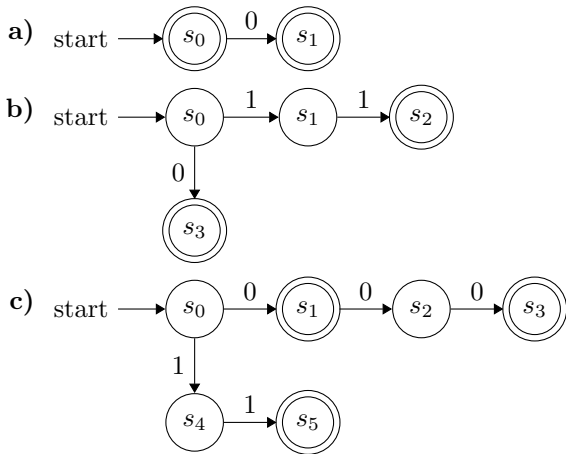 a) start s₀ 0 s₁
b) start s₀ 1 s₁ 1 s₂
0
s₃
c) start s₀ 0 s₁ 0 s₂ 0 s₃
1
s₄ 1 s₅